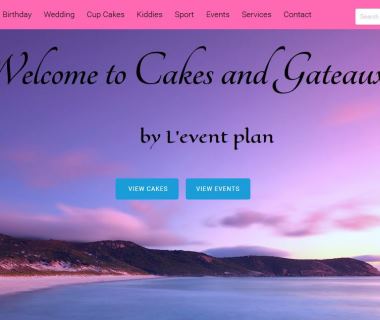 Birthday Wedding Cup Cakes Kiddies Sport Events Services Contact Search
Welcome to Cakes and Gateaux
by L'event plan
VIEW CAKES VIEW EVENTS